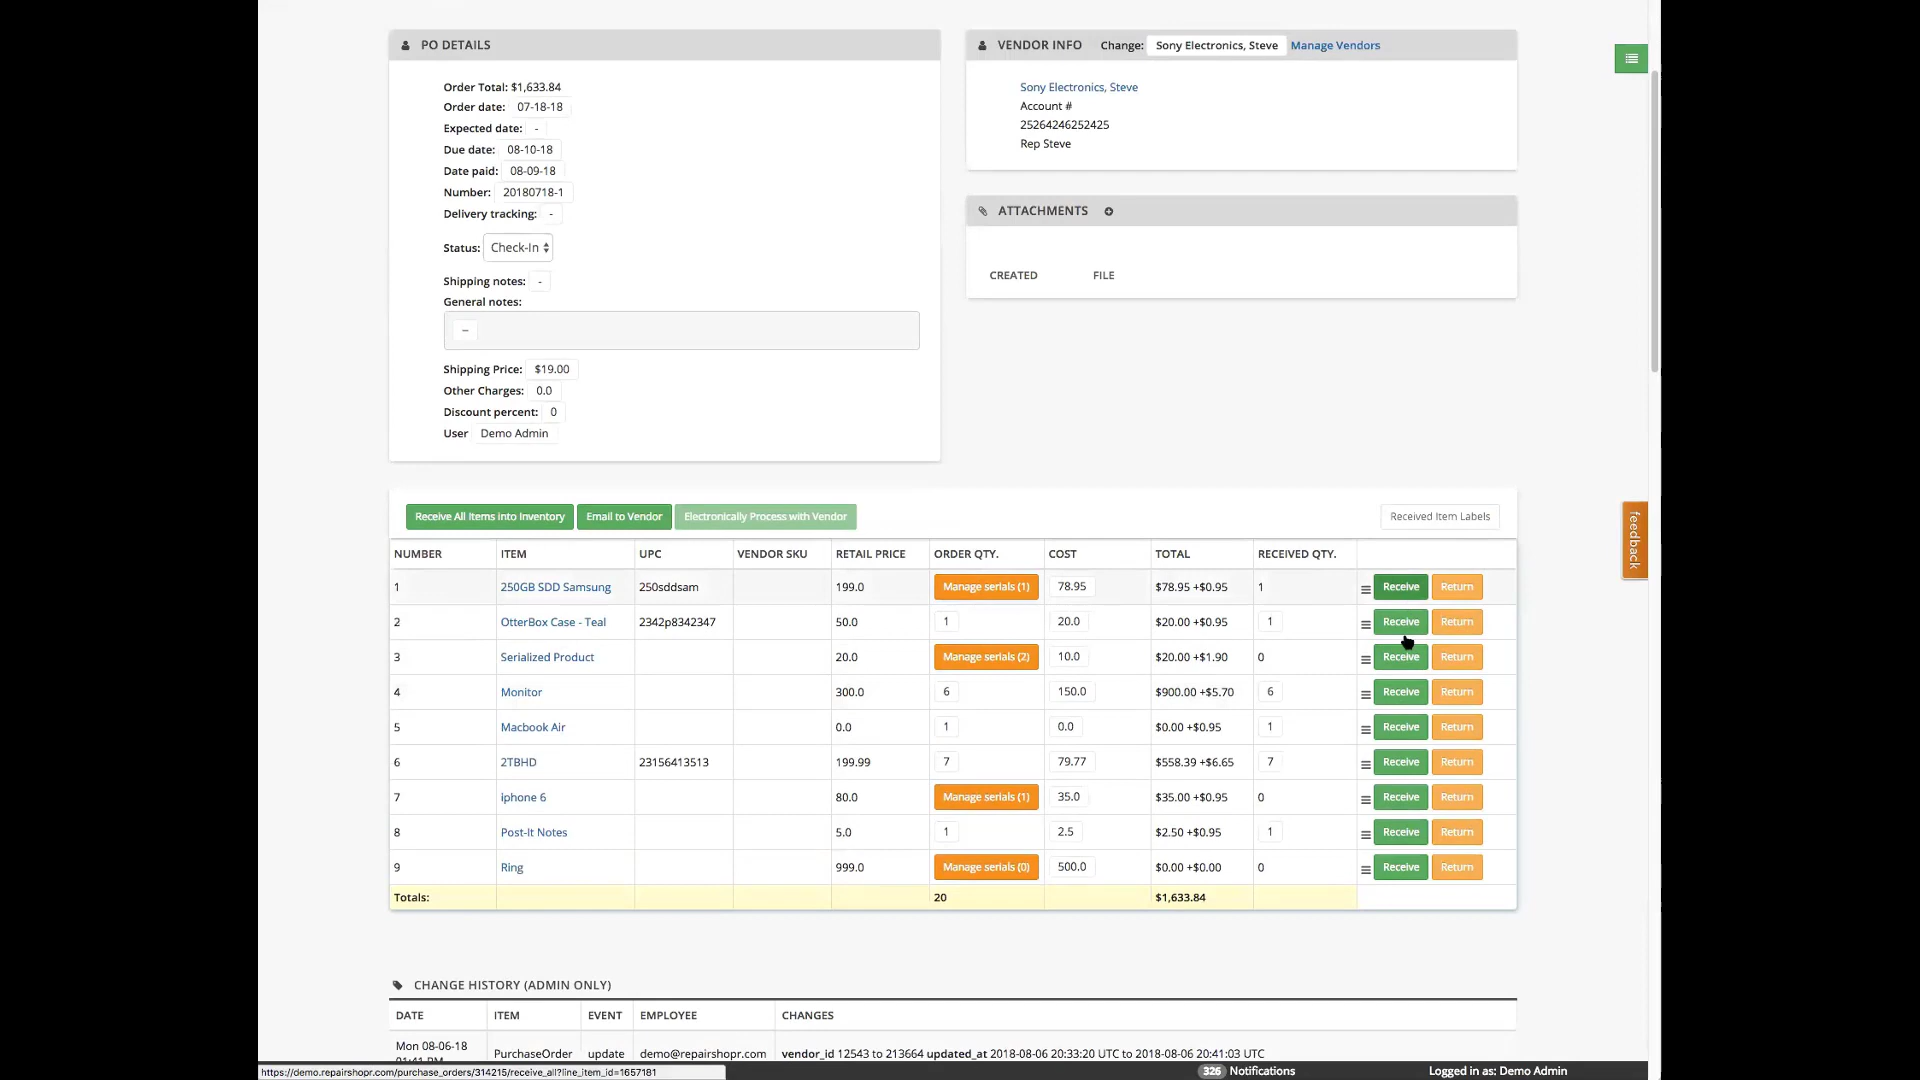 PO DETAILS
Order Total: $1,633.84
Order date: 07-18-18
Expected date: -
Due date: 08-10-18
Date paid: 08-09-18
Number: 20180718-1
Delivery tracking: -
Status: Check-In
Shipping notes: -
General notes:
–
Shipping Price: $19.00
Other Charges: 0.0
Discount percent: 0
User Demo Admin
VENDOR INFO Change: Sony Electronics, Steve Manage Vendors
Sony Electronics, Steve
Account #
25264246252425
Rep Steve
ATTACHMENTS
CREATED FILE
feedback
Receive All Items into Inventory Email to Vendor Electronically Process with Vendor Received Item Labels
NUMBER ITEM UPC VENDOR SKU RETAIL PRICE ORDER QTY. COST TOTAL RECEIVED QTY.
1 250GB SDD Samsung 250sddsam 199.0 Manage serials (1) 78.95 $78.95 +$0.95 1 Receive Return
2 OtterBox Case - Teal 2342p8342347 50.0 1 20.0 $20.00 +$0.95 1 Receive Return
3 Serialized Product 20.0 Manage serials (2) 10.0 $20.00 +$1.90 0 Receive Return
4 Monitor 300.0 6 150.0 $900.00 +$5.70 6 Receive Return
5 Macbook Air 0.0 1 0.0 $0.00 +$0.95 1 Receive Return
6 2TBHD 23156413513 199.99 7 79.77 $558.39 +$6.65 7 Receive Return
7 iphone 6 80.0 Manage serials (1) 35.0 $35.00 +$0.95 0 Receive Return
8 Post-It Notes 5.0 1 2.5 $2.50 +$0.95 1 Receive Return
9 Ring 999.0 Manage serials (0) 500.0 $0.00 +$0.00 0 Receive Return
Totals: 20 $1,633.84
CHANGE HISTORY (ADMIN ONLY)
DATE ITEM EVENT EMPLOYEE CHANGES
Mon 08-06-18
01:41 PM
PurchaseOrder update demo@repairshopr.com vendor_id 12543 to 213664 updated_at 2018-08-06 20:33:20 UTC to 2018-08-06 20:41:03 UTC
https://demo.repairshopr.com/purchase_orders/314215/receive_all?line_item_id=1657181
326 Notifications Logged in as: Demo Admin